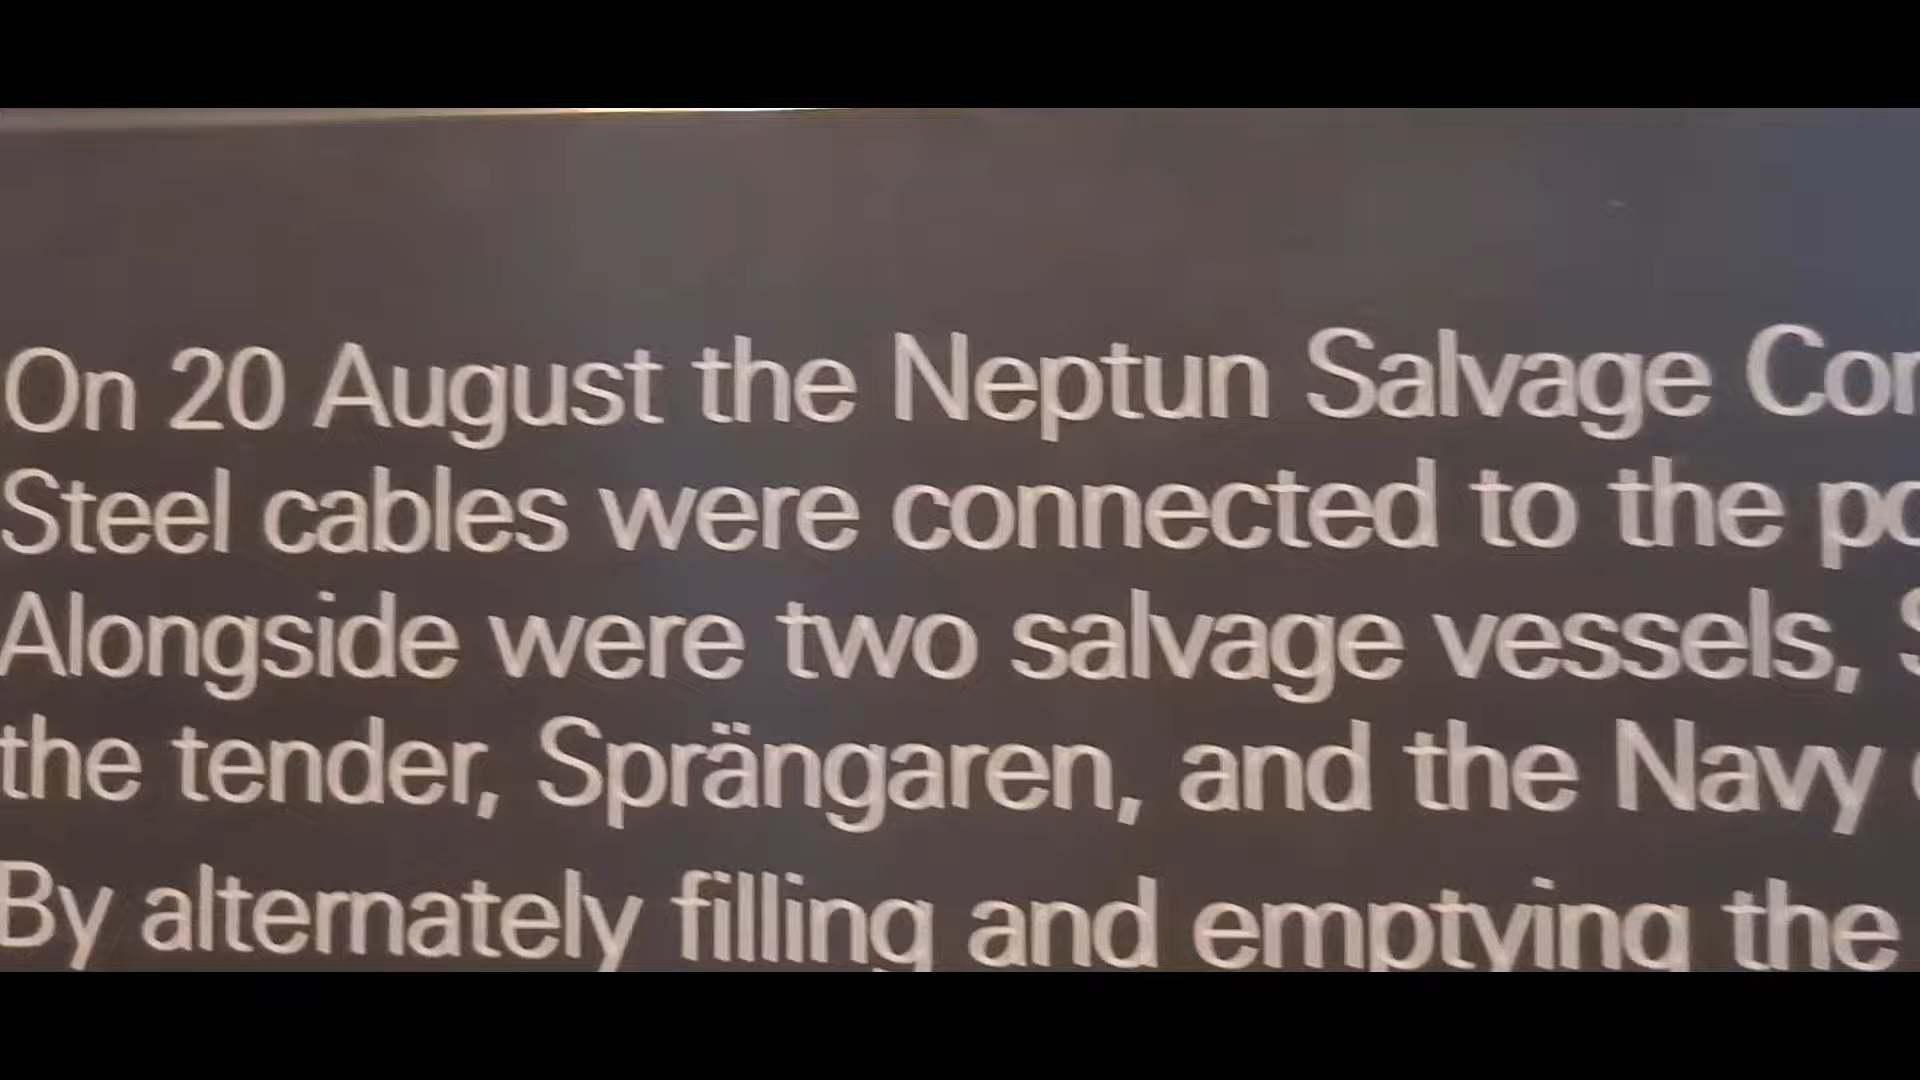 On 20 August the Neptun Salvage
Steel cables were connected to the
Alongside were two salvage vessels,
the tender, Sprängaren, and the Navy
By alternately filling and emptying the